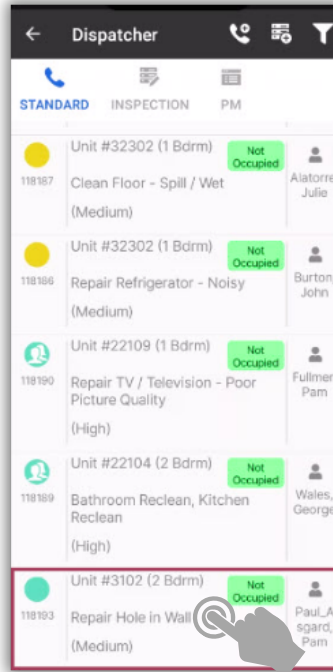 Dispatcher
STANDARD INSPECTION PM
Unit #32302 (1 Bdrm)
Not
Occupied
118187
Clean Floor - Spill / Wet
(Medium)
Alatorre
Julie
Unit #32302 (1 Bdrm)
Not
Occupied
118186
Repair Refrigerator - Noisy
(Medium)
Burton,
John
Unit #22109 (1 Bdrm)
Not
Occupied
118190
Repair TV / Television - Poor
Picture Quality
(High)
Fullmer
Pam
Unit #22104 (2 Bdrm)
Not
Occupied
118189
Bathroom Reclean, Kitchen
Reclean
(High)
Wales,
George
Unit #3102 (2 Bdrm)
Not
Occupied
118193
Repair Hole in Wall
(Medium)
Paul_A
sgard,
Pam